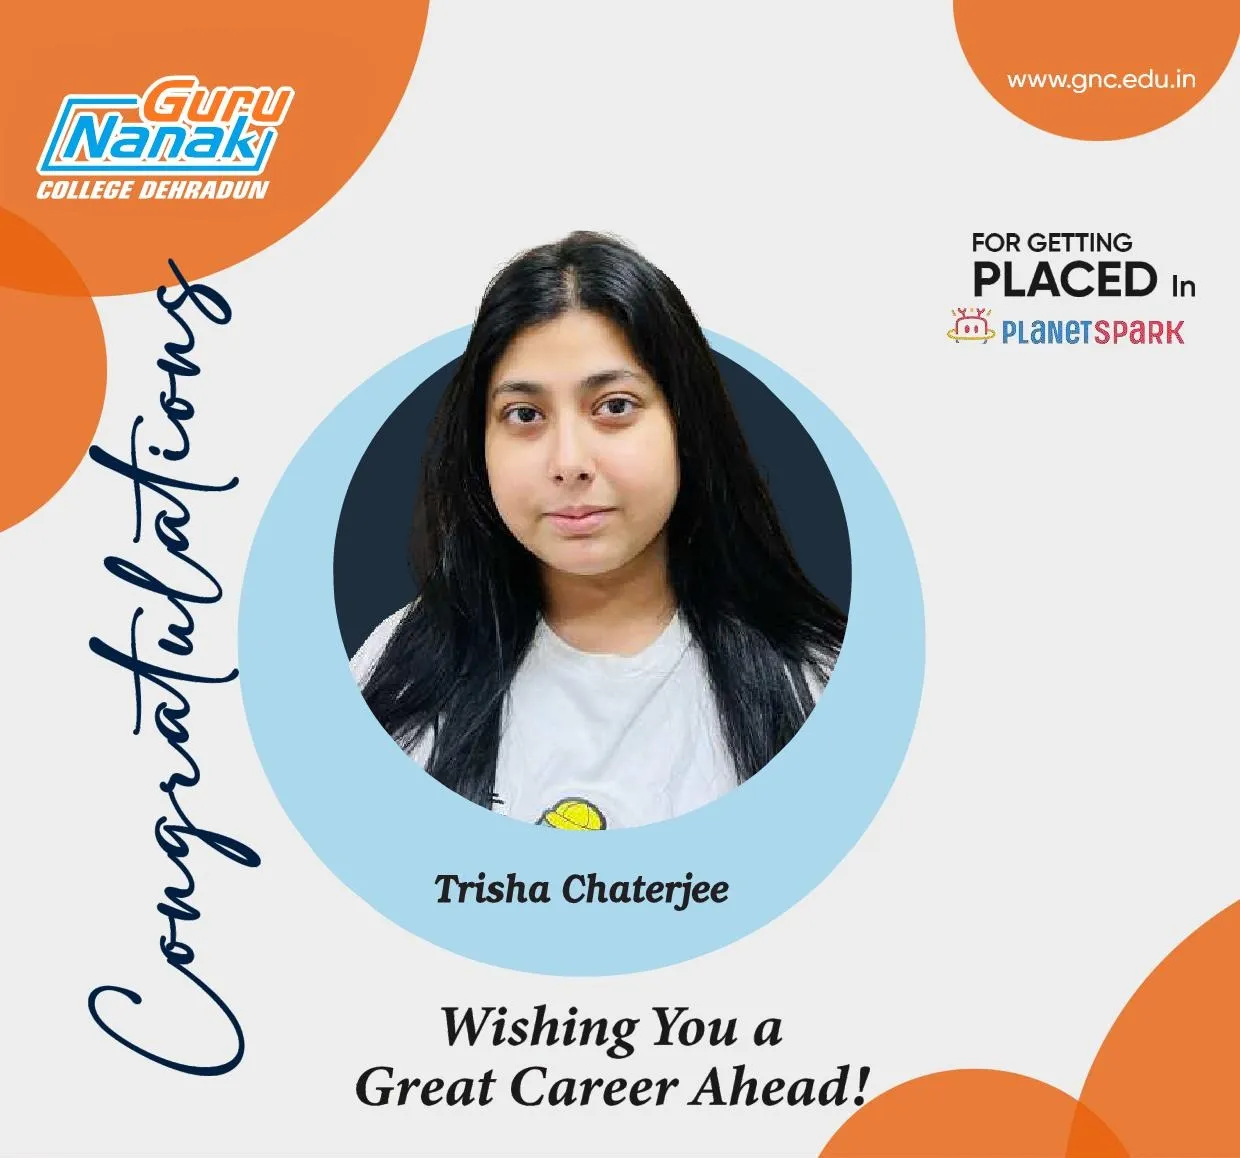 Guru
Nanak
COLLEGE DEHRADUN
www.gnc.edu.in
Congratulations
FOR GETTING
PLACED In
PLANETSPARK
Trisha Chaterjee
Wishing You a
Great Career Ahead!